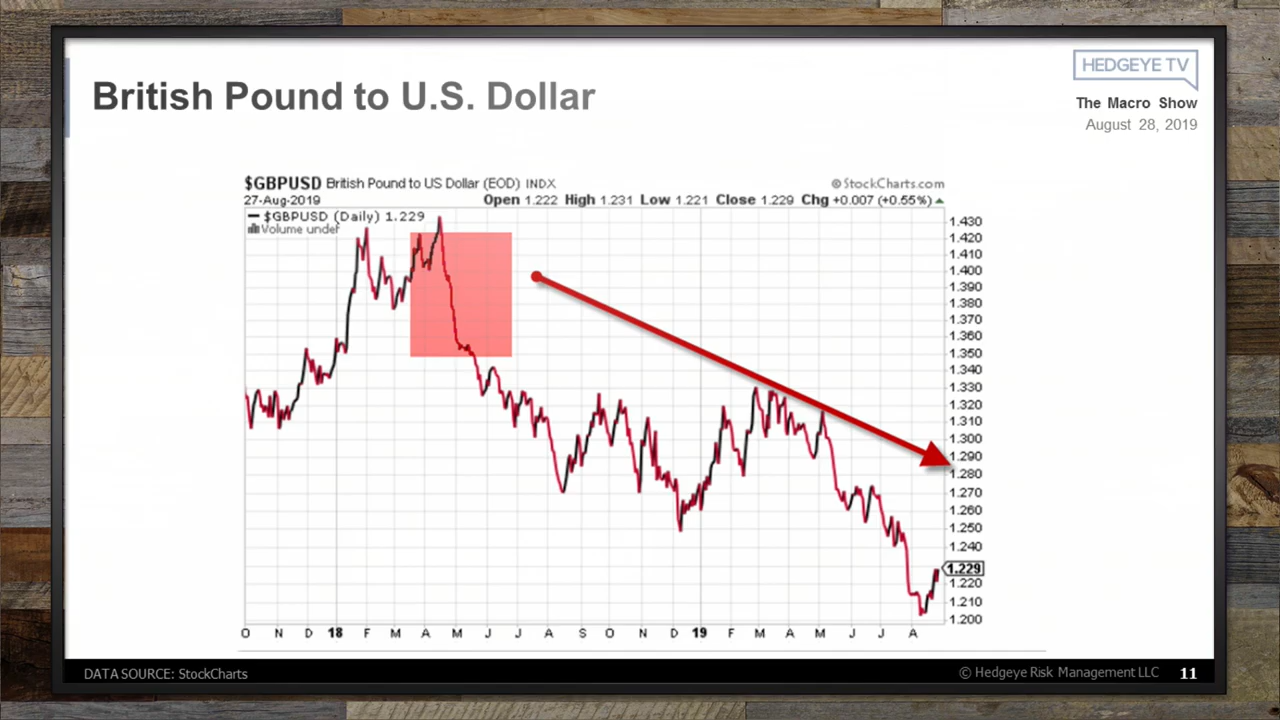 British Pound to U.S. Dollar
HEDGEYE TV
The Macro Show
August 28, 2019
$GBPUSD British Pound to US Dollar (EOD) INDX
© StockCharts.com
27-Aug-2019
Open 1.222 High 1.231 Low 1.221 Close 1.229 Chg +0.007 (+0.55%)
$GBPUSD (Daily) 1.229
Volume undef
1.430
1.420
1.410
1.400
1.390
1.380
1.370
1.360
1.350
1.340
1.330
1.320
1.310
1.300
1.290
1.280
1.270
1.260
1.250
1.240
1.229
1.220
1.210
1.200
O N D 18 F M A M J J A S O N D 19 F M A M J J A
DATA SOURCE: StockCharts
© Hedgeye Risk Management LLC 11